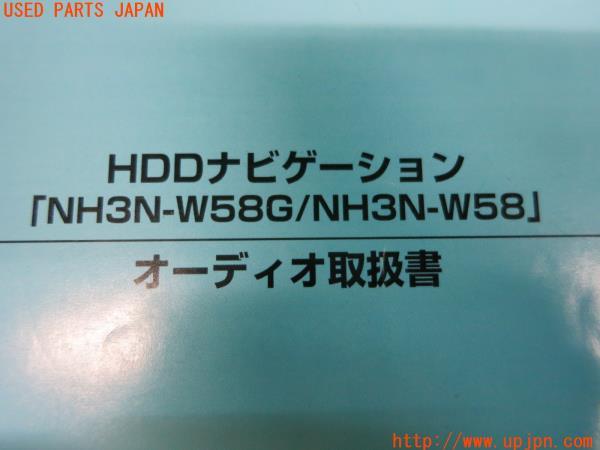 USED PARTS JAPAN
HDDナビゲーション
「NH3N-W58G/NH3N-W58」
オーディオ取扱書
http://www.upjpn.com